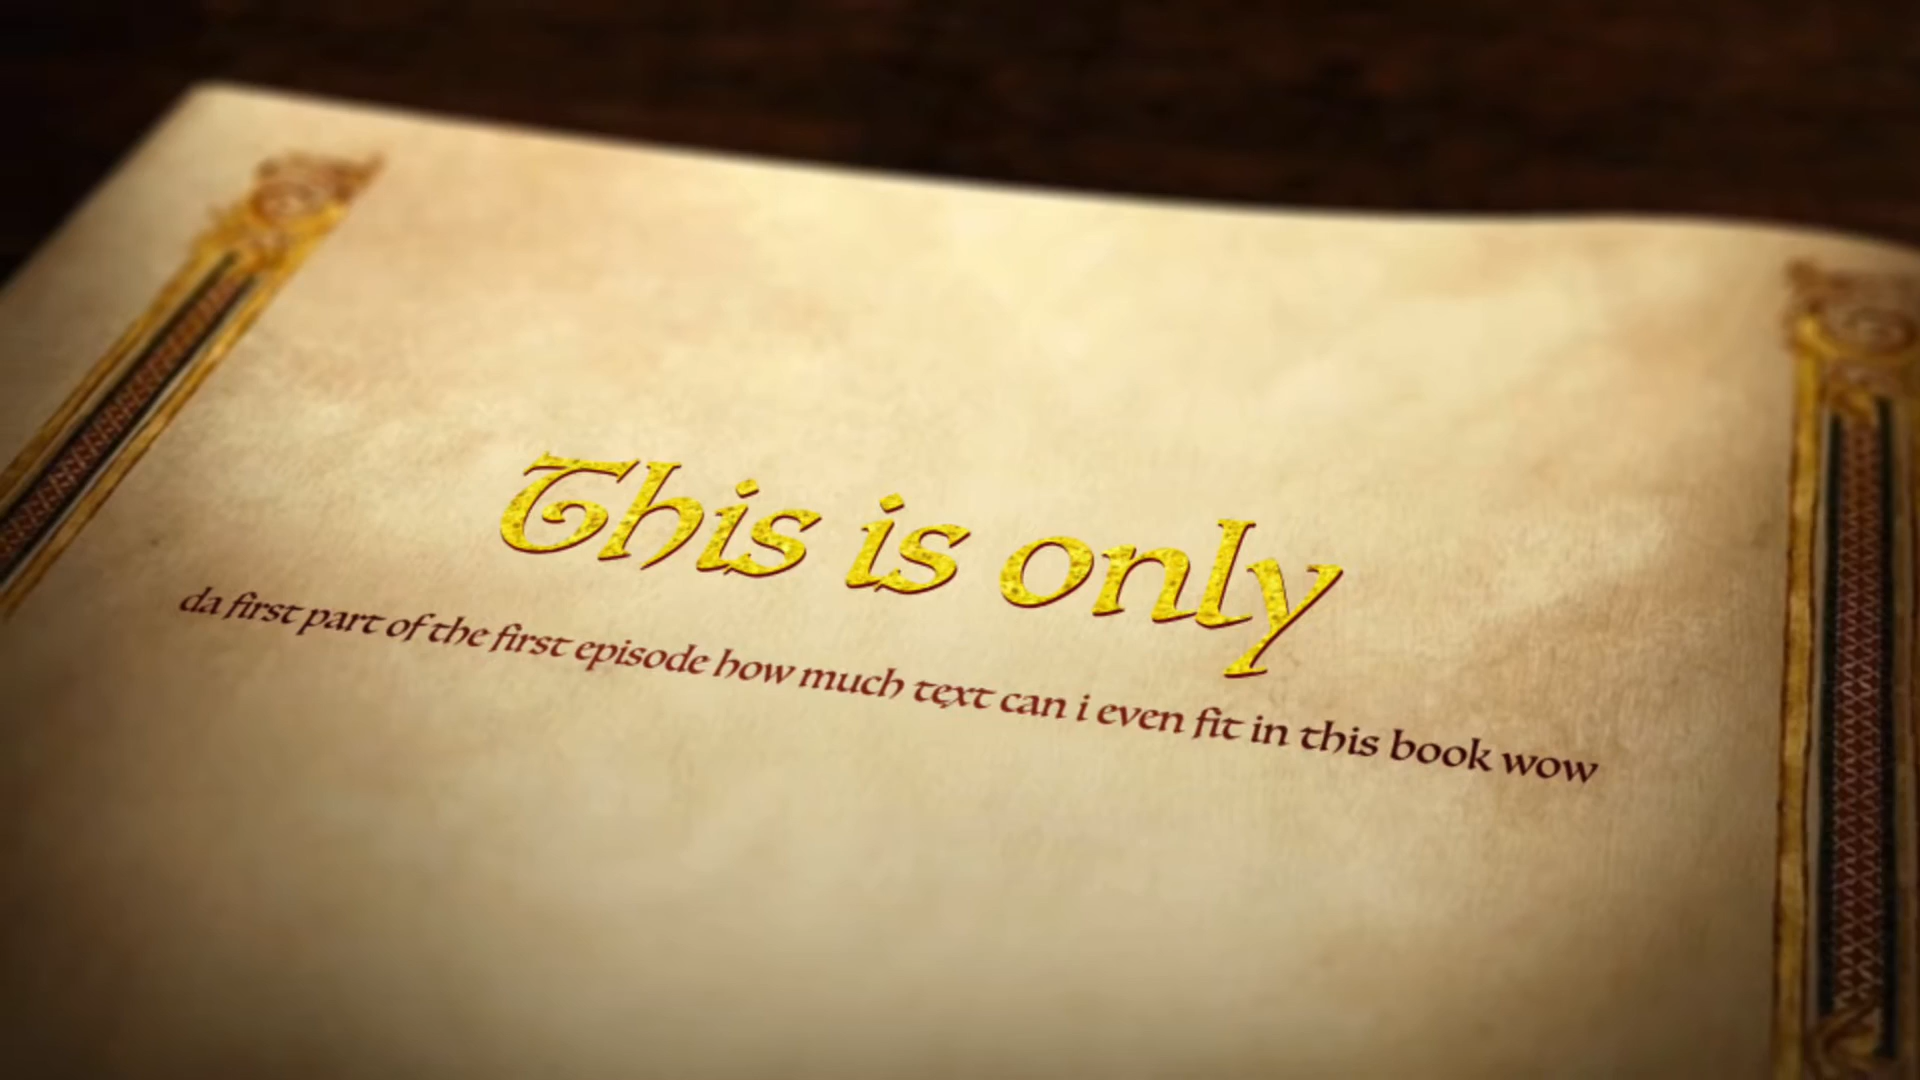 This is only
da first part of the first episode how much text can i even fit in this book wow